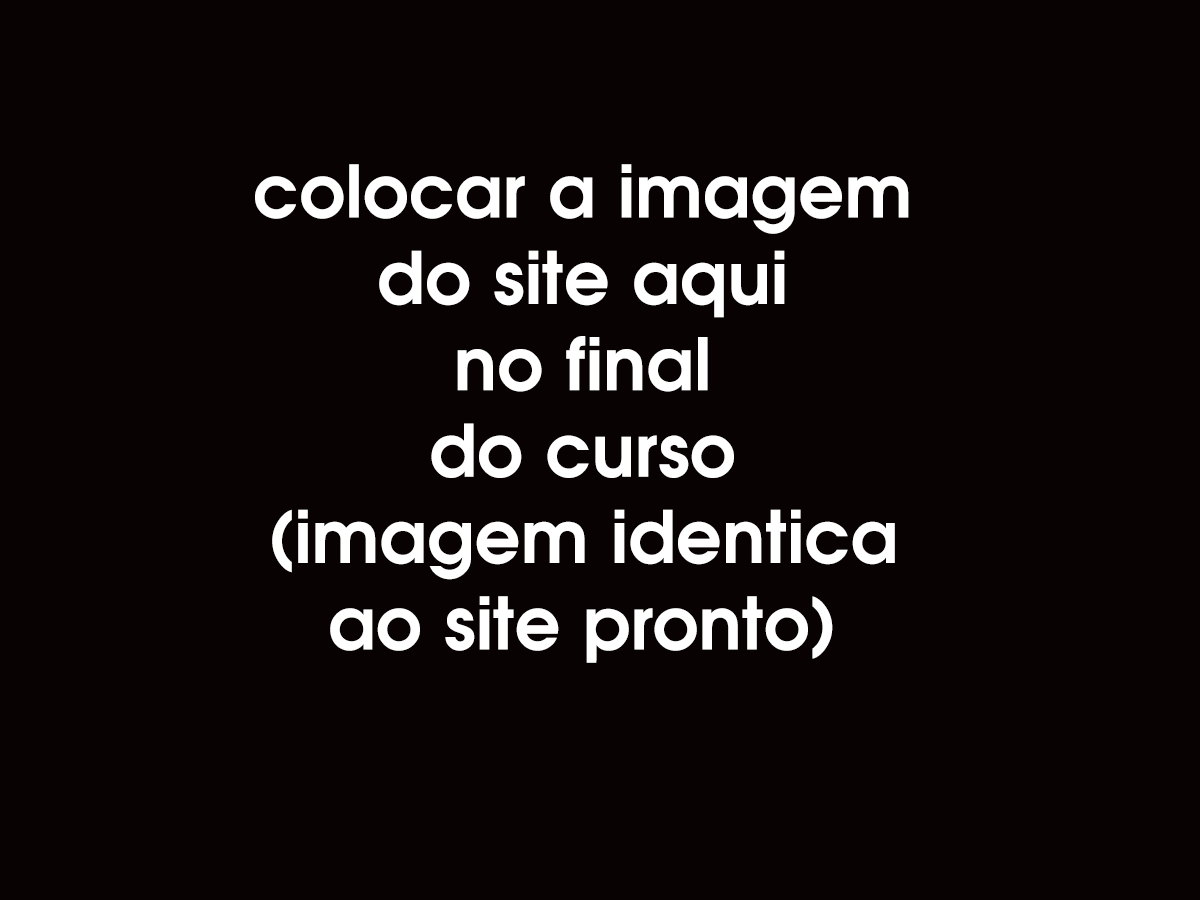 colocar a imagem
do site aqui
no final
do curso
(imagem identica
ao site pronto)